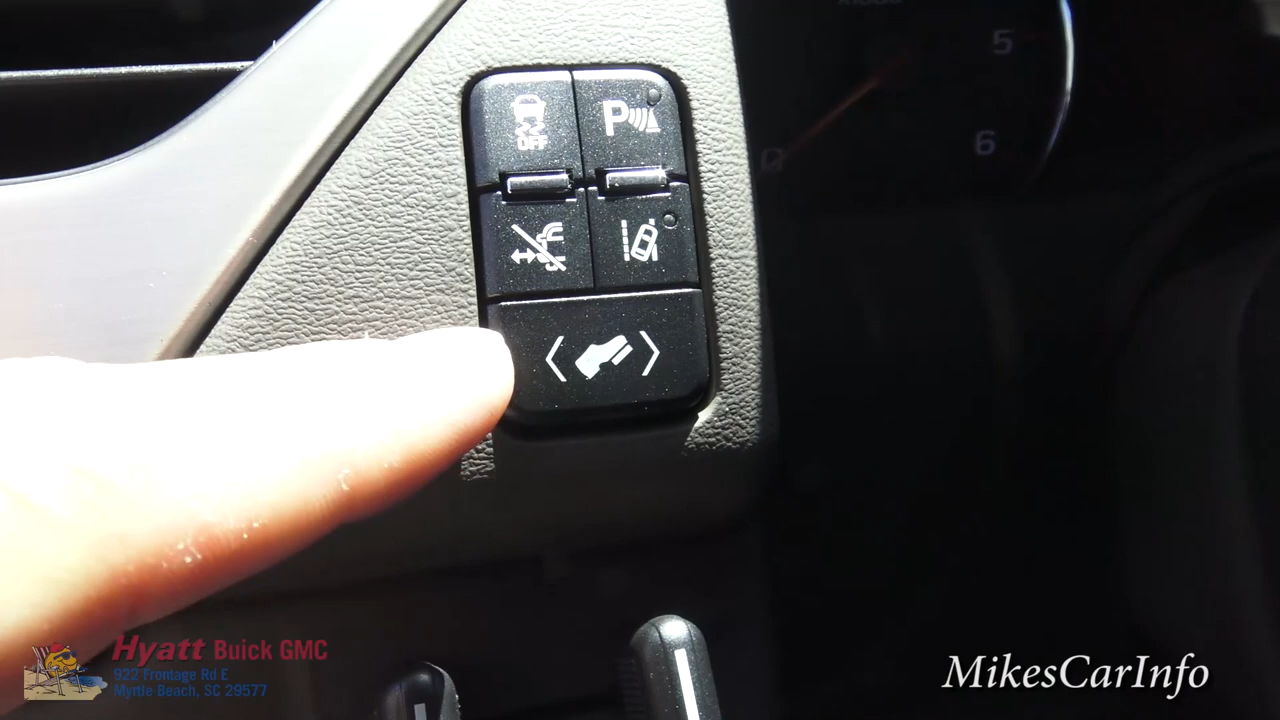 5
6
OFF
P
Hyatt Buick GMC
922 Frontage Rd E
Myrtle Beach, SC 29577
MikesCarInfo